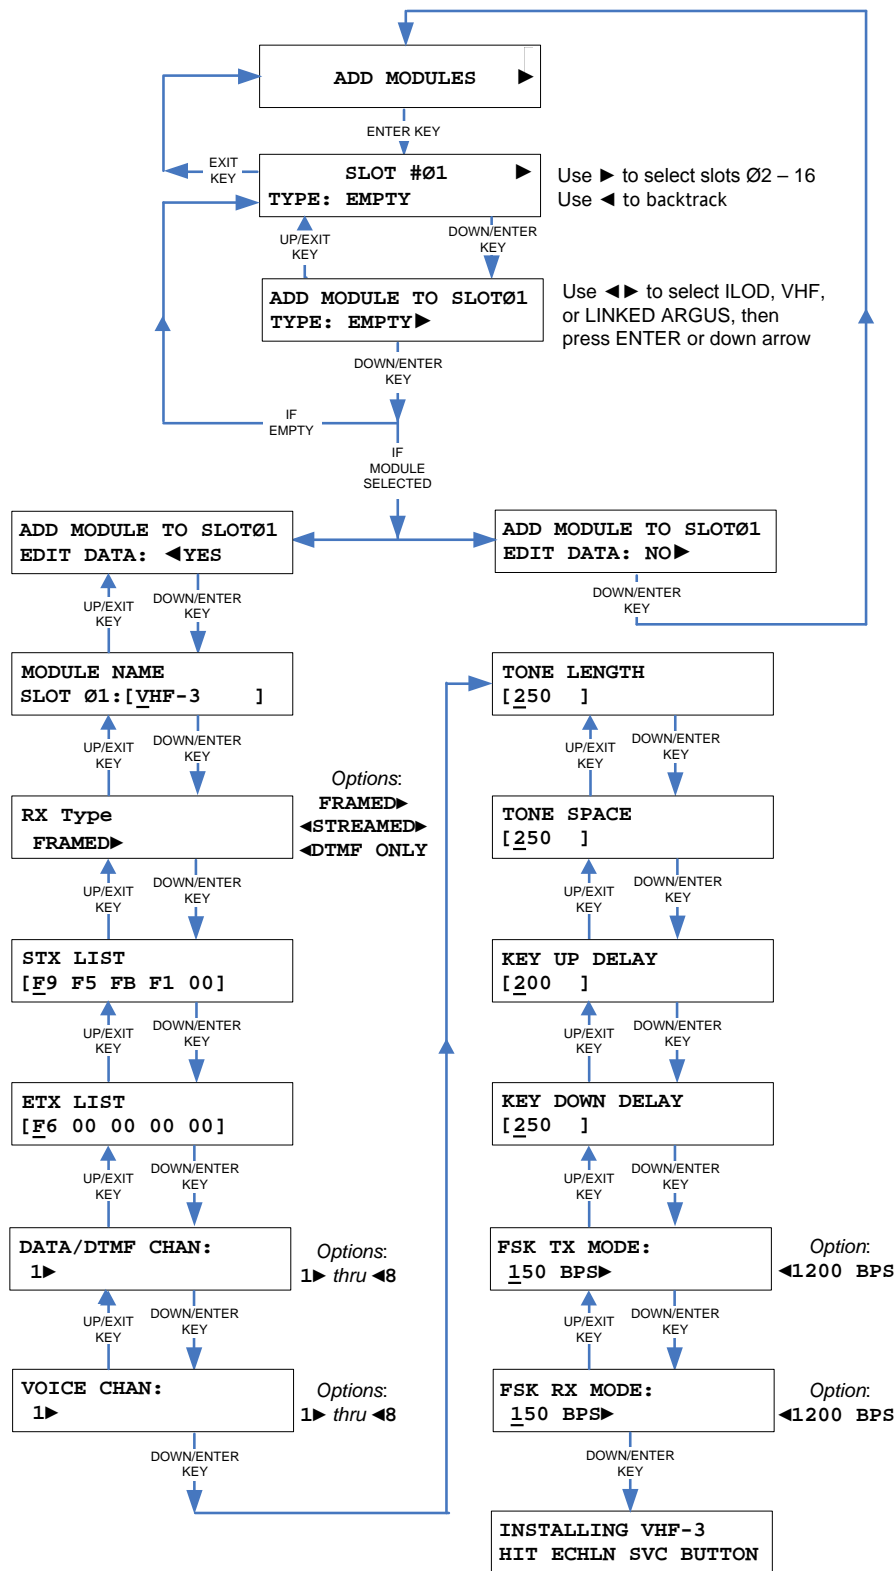 ADD MODULES ►
ENTER KEY
EXIT
KEY
SLOT #Ø1 ►
TYPE: EMPTY
Use ► to select slots Ø2 – 16
Use ◄ to backtrack
UP/EXIT
KEY
DOWN/ENTER
KEY
ADD MODULE TO SLOTØ1
TYPE: EMPTY►
Use ◄► to select ILOD, VHF,
or LINKED ARGUS, then
press ENTER or down arrow
DOWN/ENTER
KEY
IF
EMPTY
IF
MODULE
SELECTED
ADD MODULE TO SLOTØ1
EDIT DATA: ◄YES
ADD MODULE TO SLOTØ1
EDIT DATA: NO►
DOWN/ENTER
KEY
UP/EXIT
KEY
DOWN/ENTER
KEY
MODULE NAME
SLOT Ø1:[VHF-3 ]
UP/EXIT
KEY
DOWN/ENTER
KEY
RX Type
FRAMED►
Options:
FRAMED►
◄STREAMED►
◄DTMF ONLY
UP/EXIT
KEY
DOWN/ENTER
KEY
STX LIST
[F9 F5 FB F1 00]
UP/EXIT
KEY
DOWN/ENTER
KEY
ETX LIST
[F6 00 00 00 00]
UP/EXIT
KEY
DOWN/ENTER
KEY
DATA/DTMF CHAN:
1►
Options:
1► thru ◄8
UP/EXIT
KEY
DOWN/ENTER
KEY
VOICE CHAN:
1►
Options:
1► thru ◄8
DOWN/ENTER
KEY
TONE LENGTH
[250 ]
UP/EXIT
KEY
DOWN/ENTER
KEY
TONE SPACE
[250 ]
UP/EXIT
KEY
DOWN/ENTER
KEY
KEY UP DELAY
[200 ]
UP/EXIT
KEY
DOWN/ENTER
KEY
KEY DOWN DELAY
[250 ]
UP/EXIT
KEY
DOWN/ENTER
KEY
FSK TX MODE:
150 BPS►
Option:
◄1200 BPS
UP/EXIT
KEY
DOWN/ENTER
KEY
FSK RX MODE:
150 BPS►
Option:
◄1200 BPS
DOWN/ENTER
KEY
INSTALLING VHF-3
HIT ECHLN SVC BUTTON